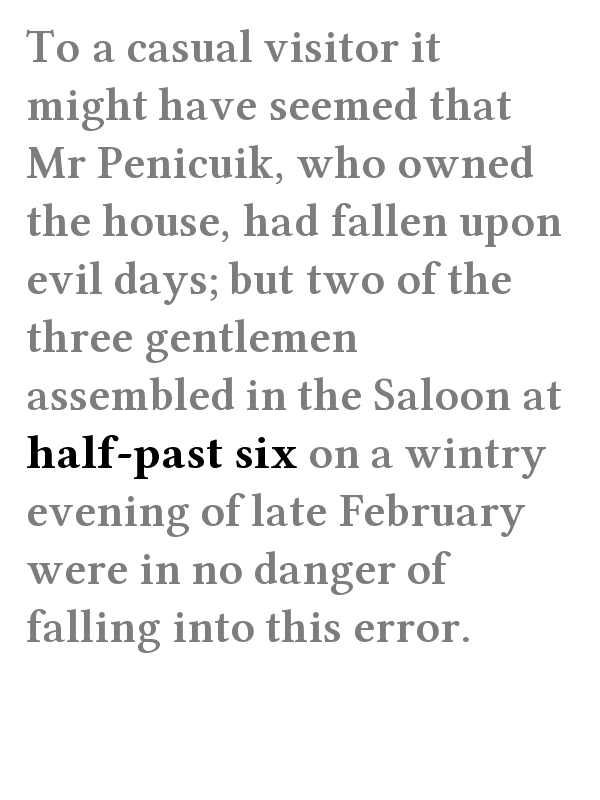 To a casual visitor it
might have seemed that
Mr Penicuik, who owned
the house, had fallen upon
evil days; but two of the
three gentlemen
assembled in the Saloon at
half-past six on a wintry
evening of late February
were in no danger of
falling into this error.